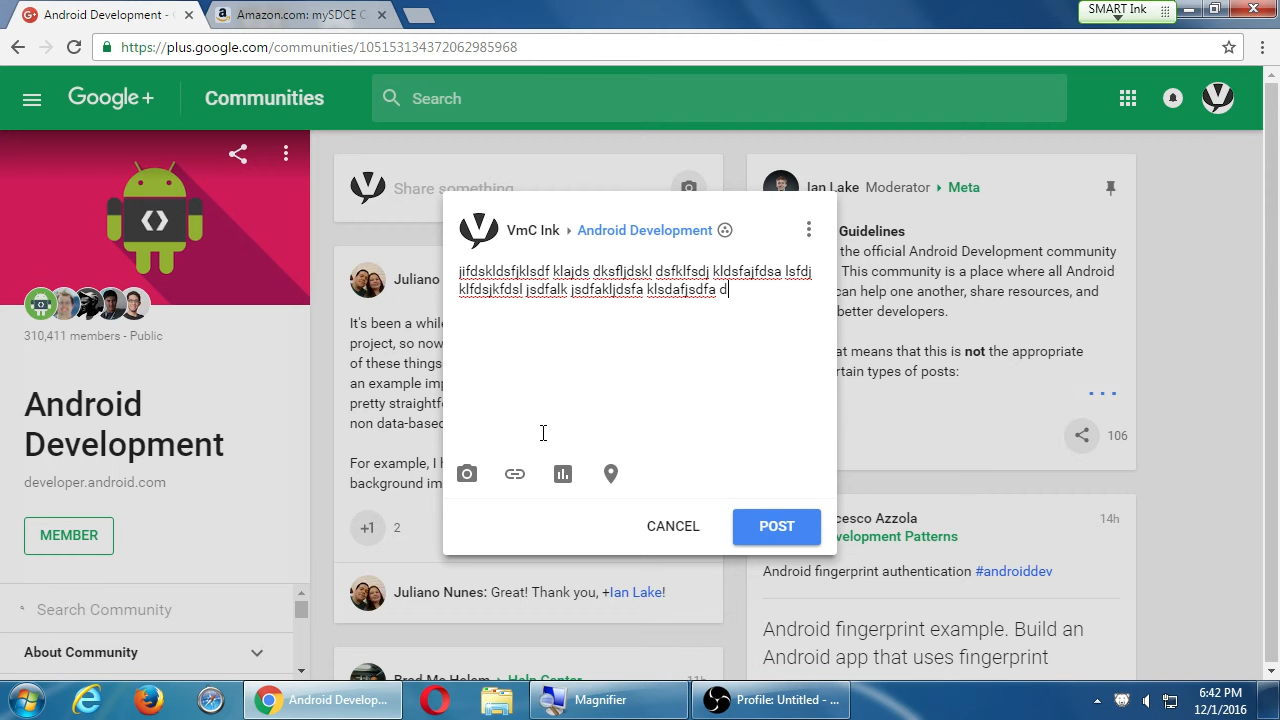 Android Development - G
Amazon.com: mySDCE C
SMART Ink
https://plus.google.com/communities/105153134372062985968
Google+
Communities
Search
310,411 members - Public
Android
Development
developer.android.com
MEMBER
Search Community
About Community
Share something
Juliano
It's been a while
project, so now
of these things
an example
pretty
non data-based
For example, I
background
+1 2
Juliano Nunes: Great! Thank you, +Ian Lake!
Help Center
11h
VmC Ink Android Development
jifdskldsfjklsdf klajds dksfljdskl dsfklfsdj kldsfajfdsa lsfdj
klfdsjkfdsl jsdfalk jsdfakljdsfa klsdafjsdfa d
CANCEL POST
Ian Lake Moderator Meta
Guidelines
the official Android Development community
This community is a place where all Android
can help one another, share resources, and
better developers.
at means that this is not the appropriate
rtain types of posts:
106
cesco Azzola 14h
velopment Patterns
Android fingerprint authentication #androiddev
Android fingerprint example. Build an
Android app that uses fingerprint
Android Develop...
Magnifier
Profile: Untitled - ...
6:42 PM
12/1/2016